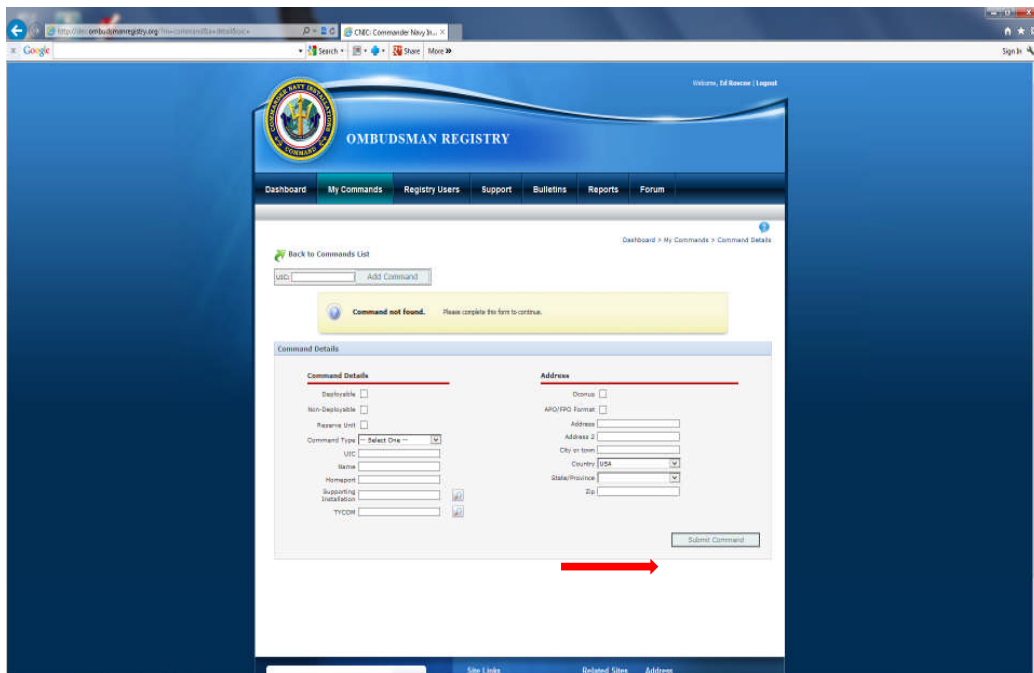 ombudsmanregistry.org
CNIC: Commander Navy In...
Google
Search
Share
More
Sign In
Welcome, Ed Roscoe | Logout
COMMANDER NAVY INSTALLATIONS COMMAND
OMBUDSMAN REGISTRY
Dashboard My Commands Registry Users Support Bulletins Reports Forum
Dashboard > My Commands > Command Details
Back to Commands List
UIC: Add Command
Command not found. Please complete this form to continue.
Command Details
Command Details
Deployable
Non-Deployable
Reserve Unit
Command Type -- Select One --
UIC
Name
Homeport
Supporting
Installation
TYCOM
Address
Oconus
APO/FPO Format
Address
Address 2
City or town
Country USA
State/Province
Zip
Submit Command
Site Links Related Sites Address